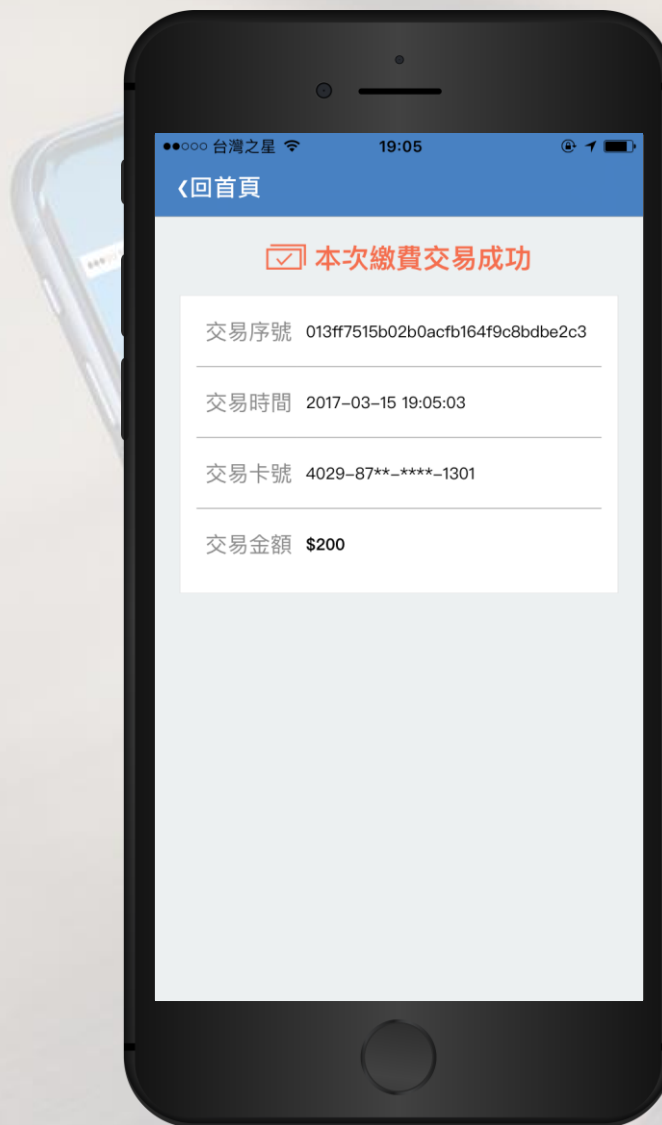 台灣之星
19:05
回首頁
本次繳費交易成功
交易序號 013ff7515b02b0acfb164f9c8bdbe2c3
交易時間 2017-03-15 19:05:03
交易卡號 4029-87**-****-1301
交易金額 $200